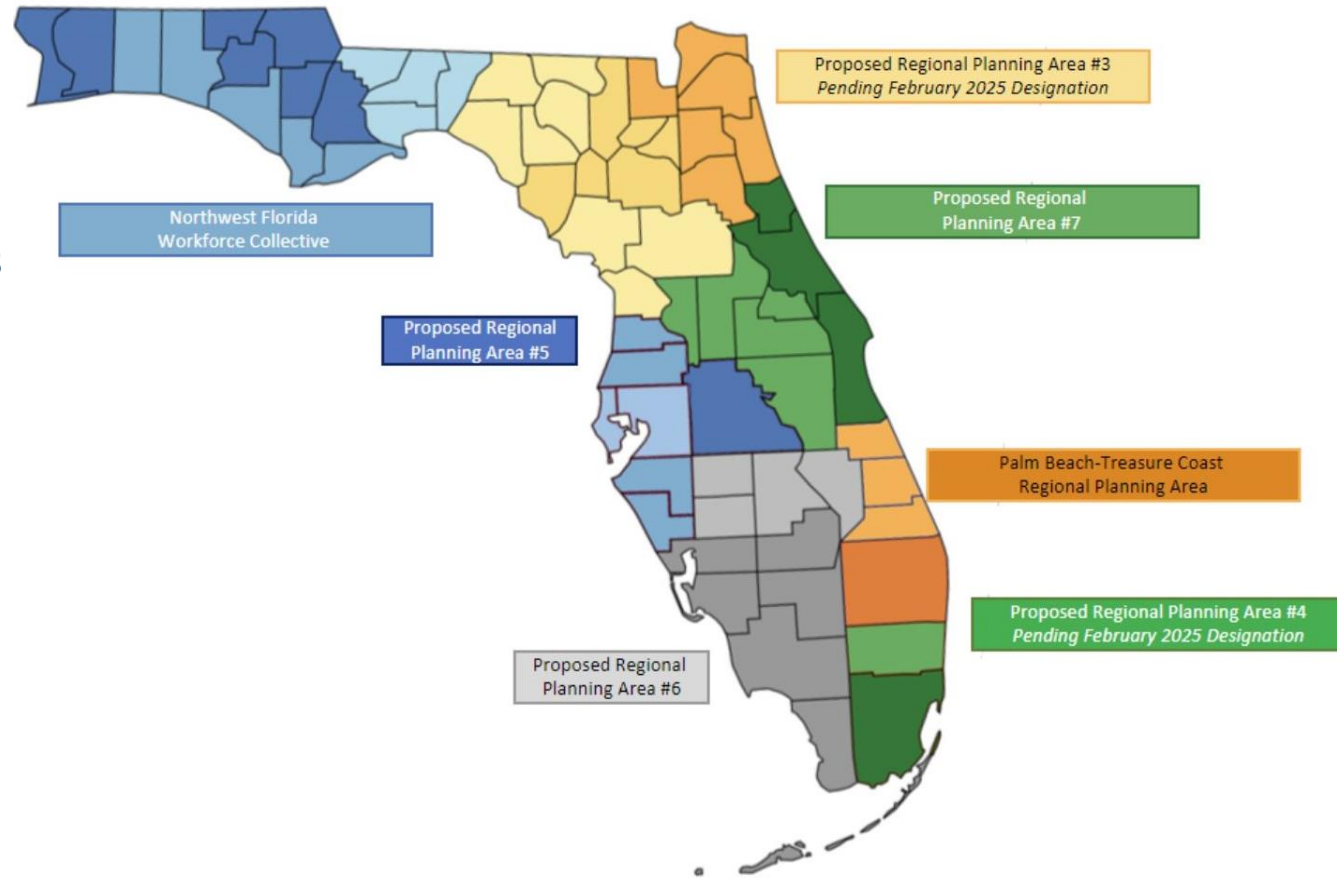 Proposed Regional Planning Area #3
Pending February 2025 Designation
Proposed Regional
Planning Area #7
Northwest Florida
Workforce Collective
Proposed Regional
Planning Area #5
Palm Beach-Treasure Coast
Regional Planning Area
Proposed Regional Planning Area #4
Pending February 2025 Designation
Proposed Regional
Planning Area #6